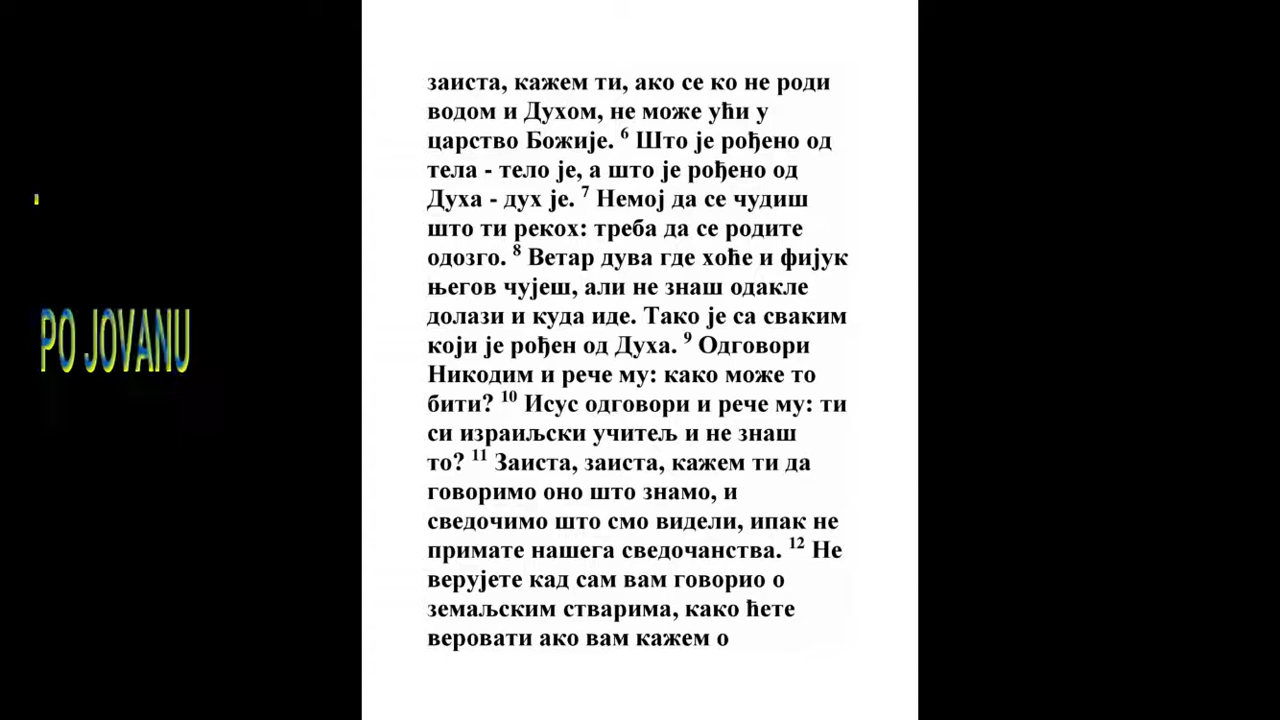 PO JOVANU
заиста, кажем ти, ако се ко не роди
водом и Духом, не може ући у
царство Божије. 6 Што је рођено од
тела - тело је, а што је рођено од
Духа - дух је. 7 Немој да се чудиш
што ти рекох: треба да се родите
одозго. 8 Ветар дува где хоће и фијук
његов чујеш, али не знаш одакле
долази и куда иде. Тако је са сваким
који је рођен од Духа. 9 Одговори
Никодим и рече му: како може то
бити? 10 Исус одговори и рече му: ти
си израиљски учитељ и не знаш
то? 11 Заиста, заиста, кажем ти да
говоримо оно што знамо, и
сведочимо што смо видели, ипак не
примате нашега сведочанства. 12 Не
верујете кад сам вам говорио о
земаљским стварима, како ћете
веровати ако вам кажем о